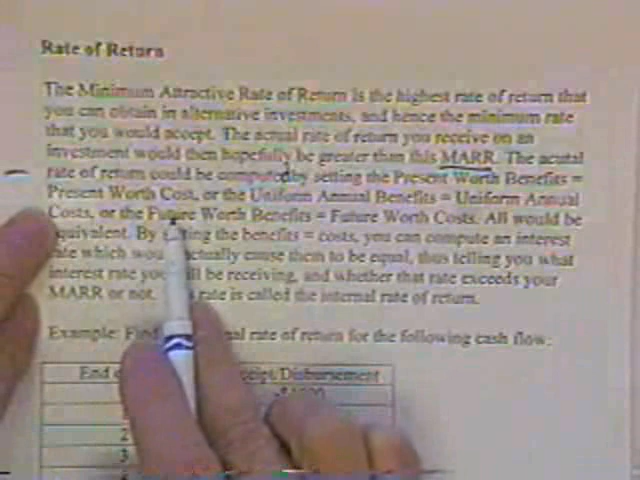 Rate of Return
The Minimum Attractive Rate of Return is the highest rate of return that
you can obtain in alternative investments, and hence the minimum rate
that you would accept. The actual rate of return you receive on an
investment would then hopefully be greater than this MARR. The acutal
rate of return could be computed by setting the Present Worth Benefits =
Present Worth Cost, or the Uniform Annual Benefits = Uniform Annual
Costs, or the Future Worth Benefits = Future Worth Costs. All would be
equivalent. By the benefits = costs, you can compute an interest
rate which actually cause them to be equal, thus telling you what
interest rate you be receiving, and whether that rate exceeds your
MARR or not. rate is called the internal rate of return.
Example: Find rate of return for the following cash flow:
End Disbursement
2
3